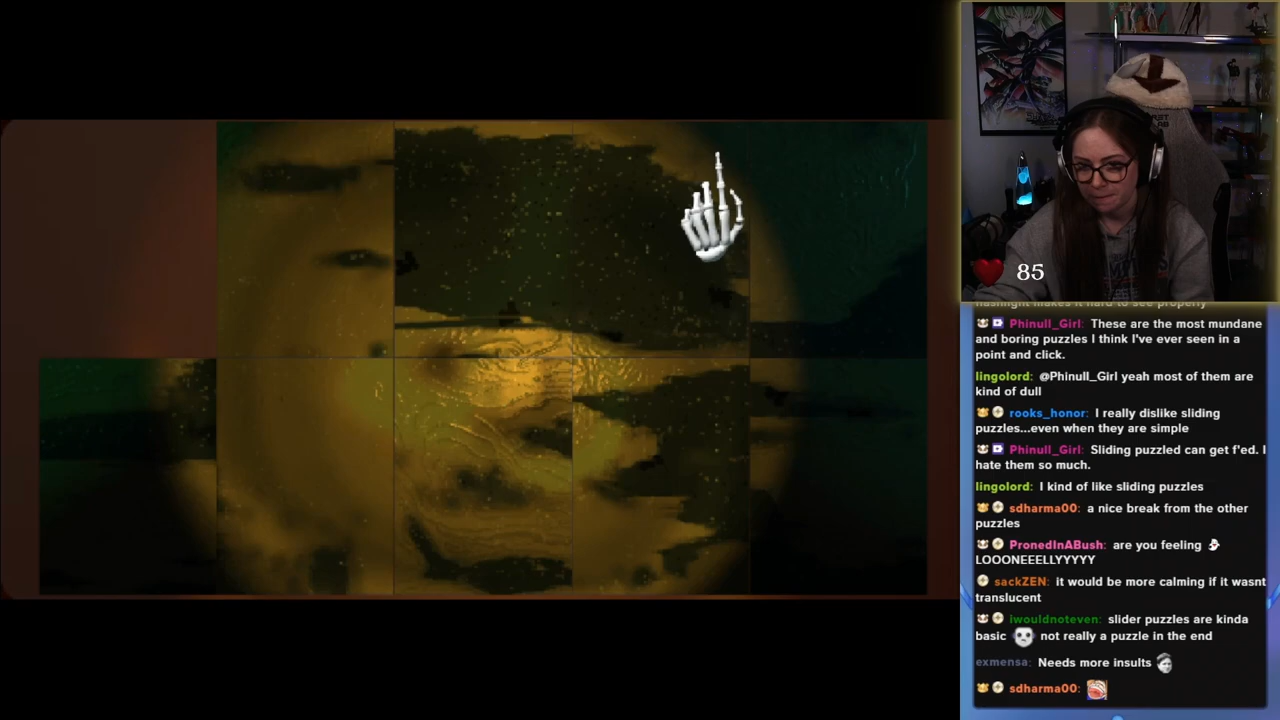 85
flashlight makes it hard to see properly
Phinull_Girl: These are the most mundane
and boring puzzles I think I've ever seen in a
point and click.
lingolord: @Phinull_Girl yeah most of them are
kind of dull
rooks_honor: I really dislike sliding
puzzles...even when they are simple
Phinull_Girl: Sliding puzzled can get f'ed. I
hate them so much.
lingolord: I kind of like sliding puzzles
sdharma00: a nice break from the other
puzzles
PronedInABush: are you feeling
LOOONEEELLYYYYY
sackZEN: it would be more calming if it wasnt
translucent
iwouldnoteven: slider puzzles are kinda
basic not really a puzzle in the end
exmensa: Needs more insults
sdharma00: